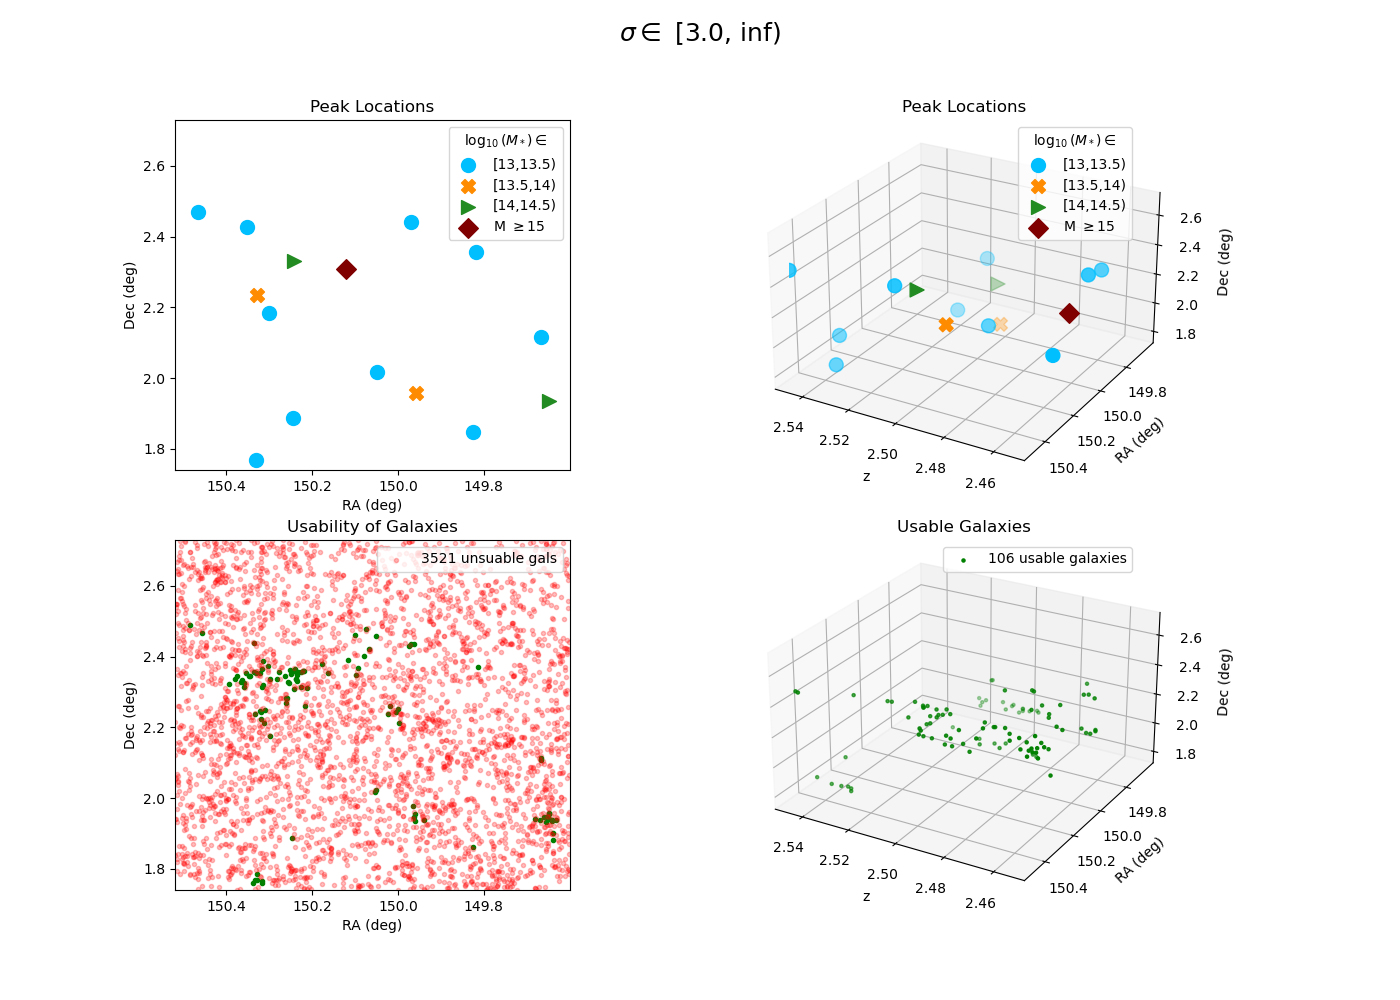 σ∈ [3.0, inf)
Peak Locations
log₁₀(M*) ∈
[13,13.5)
[13.5,14)
[14,14.5)
M ≥15
2.6
2.4
2.2
2.0
1.8
Dec (deg)
150.4 150.2 150.0 149.8
RA (deg)
Peak Locations
log₁₀(M*) ∈
[13,13.5)
[13.5,14)
[14,14.5)
M ≥15
2.6
2.4
2.2
2.0
1.8
Dec (deg)
149.8
150.0
150.2
150.4
RA (deg)
2.54
2.52
2.50
2.48
2.46
z
Usability of Galaxies
3521 unsuable gals
2.6
2.4
2.2
2.0
1.8
Dec (deg)
150.4 150.2 150.0 149.8
RA (deg)
Usable Galaxies
106 usable galaxies
2.6
2.4
2.2
2.0
1.8
Dec (deg)
149.8
150.0
150.2
150.4
RA (deg)
2.54
2.52
2.50
2.48
2.46
z